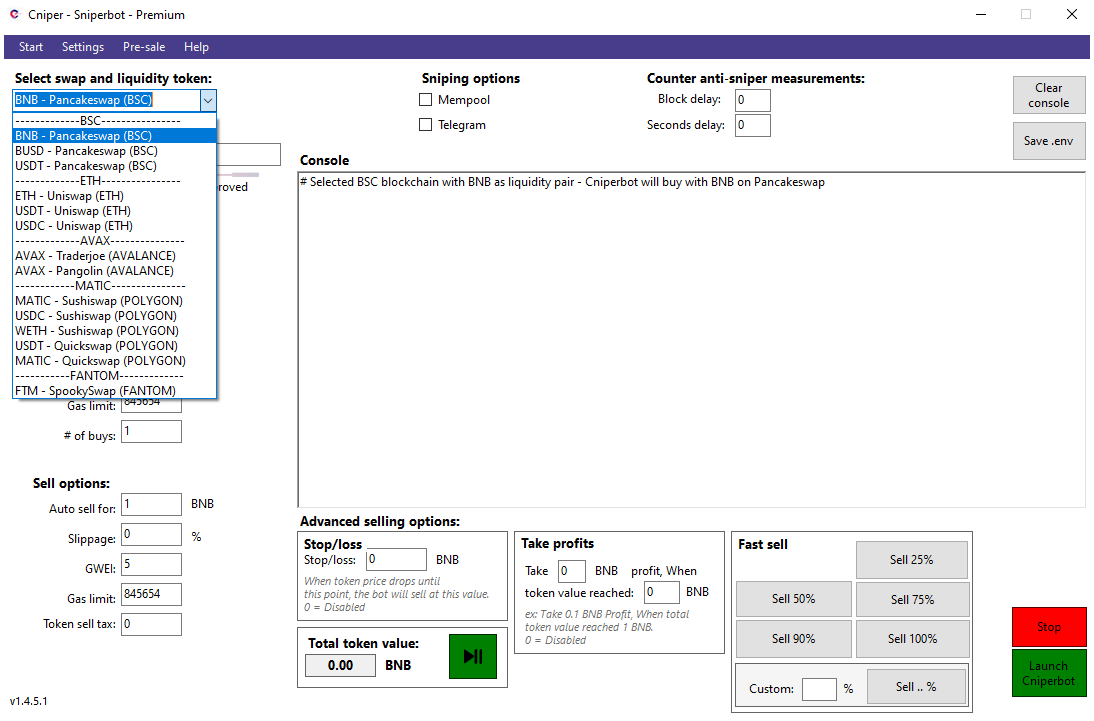 Cniper - Sniperbot - Premium
Start Settings Pre-sale Help
Select swap and liquidity token:
BNB - Pancakeswap (BSC)
-------------BSC----------------
BNB - Pancakeswap (BSC)
BUSD - Pancakeswap (BSC)
USDT - Pancakeswap (BSC)
-------------ETH----------------
ETH - Uniswap (ETH)
USDT - Uniswap (ETH)
USDC - Uniswap (ETH)
-------------AVAX---------------
AVAX - Traderjoe (AVALANCE)
AVAX - Pangolin (AVALANCE)
------------MATIC---------------
MATIC - Sushiswap (POLYGON)
USDC - Sushiswap (POLYGON)
WETH - Sushiswap (POLYGON)
USDT - Quickswap (POLYGON)
MATIC - Quickswap (POLYGON)
-----------FANTOM-------------
FTM - SpookySwap (FANTOM)
Gas limit: 845654
# of buys: 1
Sell options:
Auto sell for: 1 BNB
Slippage: 0 %
GWEI: 5
Gas limit: 845654
Token sell tax: 0
v1.4.5.1
Sniping options
Mempool
Telegram
Counter anti-sniper measurements:
Block delay: 0
Seconds delay: 0
Clear
console
Save .env
Console
# Selected BSC blockchain with BNB as liquidity pair - Cniperbot will buy with BNB on Pancakeswap
Advanced selling options:
Stop/loss
Stop/loss: 0 BNB
When token price drops until
this point, the bot will sell at this value.
0 = Disabled
Total token value:
0.00 BNB
Take profits
Take 0 BNB profit, When
token value reached: 0 BNB
ex: Take 0.1 BNB Profit, When total
token value reached 1 BNB.
0 = Disabled
Fast sell
Sell 25%
Sell 50% Sell 75%
Sell 90% Sell 100%
Custom: % Sell .. %
Stop
Launch
Cniperbot